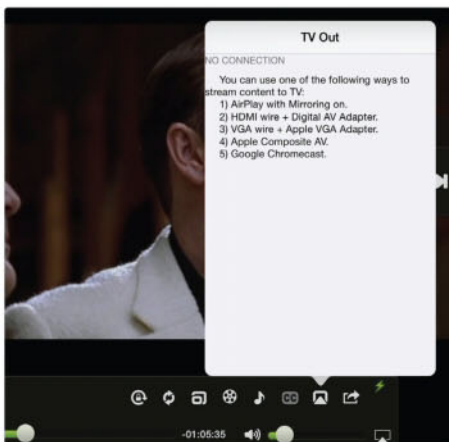 TV Out
NO CONNECTION
You can use one of the following ways to
stream content to TV:
1) AirPlay with Mirroring on.
2) HDMI wire + Digital AV Adapter.
3) VGA wire + Apple VGA Adapter.
4) Apple Composite AV.
5) Google Chromecast.
CC
-01:05:35